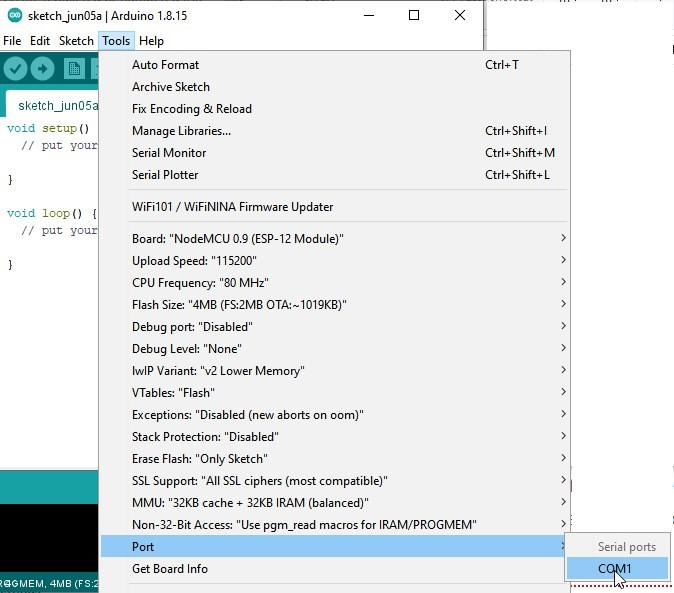 sketch_jun05a | Arduino 1.8.15
File Edit Sketch Tools Help
sketch_jun05a
void setup()
// put your
}
void loop() {
// put your
}
Auto Format Ctrl+T
Archive Sketch
Fix Encoding & Reload
Manage Libraries... Ctrl+Shift+I
Serial Monitor Ctrl+Shift+M
Serial Plotter Ctrl+Shift+L
WiFi101 / WiFiNINA Firmware Updater
Board: "NodeMCU 0.9 (ESP-12 Module)"
Upload Speed: "115200"
CPU Frequency: "80 MHz"
Flash Size: "4MB (FS:2MB OTA:~1019KB)"
Debug port: "Disabled"
Debug Level: "None"
lwIP Variant: "v2 Lower Memory"
VTables: "Flash"
Exceptions: "Disabled (new aborts on oom)"
Stack Protection: "Disabled"
Erase Flash: "Only Sketch"
SSL Support: "All SSL ciphers (most compatible)"
MMU: "32KB cache + 32KB IRAM (balanced)"
Non-32-Bit Access: "Use pgm_read macros for IRAM/PROGMEM"
Port
Serial ports
COM1
Get Board Info
GMEM, 4MB (FS:2